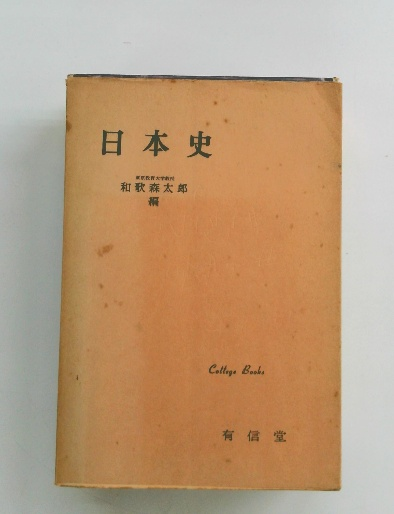 日本史
東京教育大学教授
和歌森太郎
編
College Books
有信堂